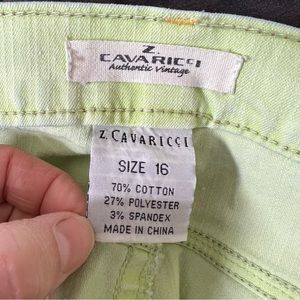 Z.
CAVARICCI
Authentic Vintage
Z. CAVARICCI
SIZE 16
70% COTTON
27% POLYESTER
3% SPANDEX
MADE IN CHINA